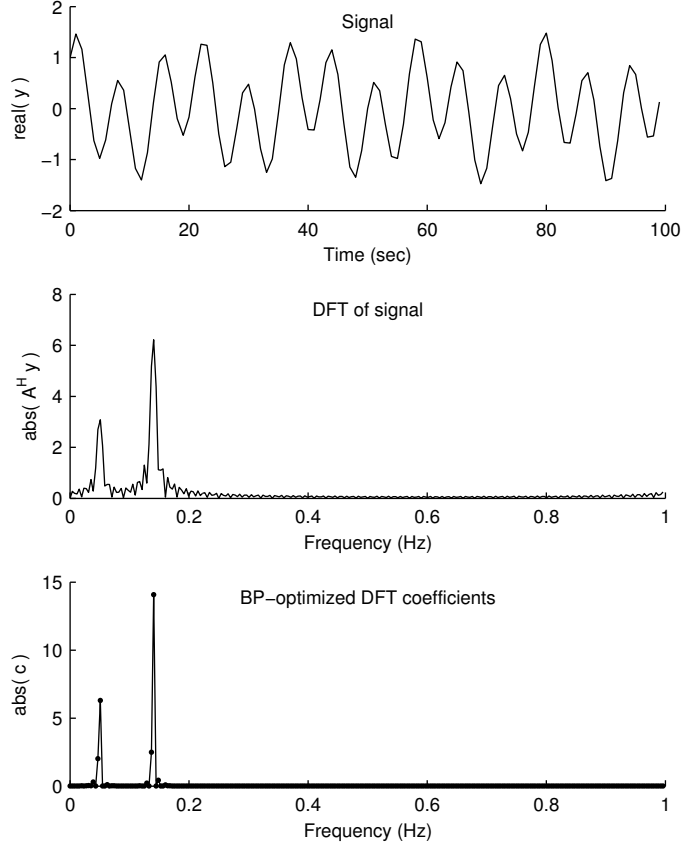 Signal
real( y )
2
1
0
−1
−2
0 20 40 60 80 100
Time (sec)
DFT of signal
abs( A^H y )
8
6
4
2
0
0 0.2 0.4 0.6 0.8 1
Frequency (Hz)
BP−optimized DFT coefficients
abs( c )
15
10
5
0
0 0.2 0.4 0.6 0.8 1
Frequency (Hz)